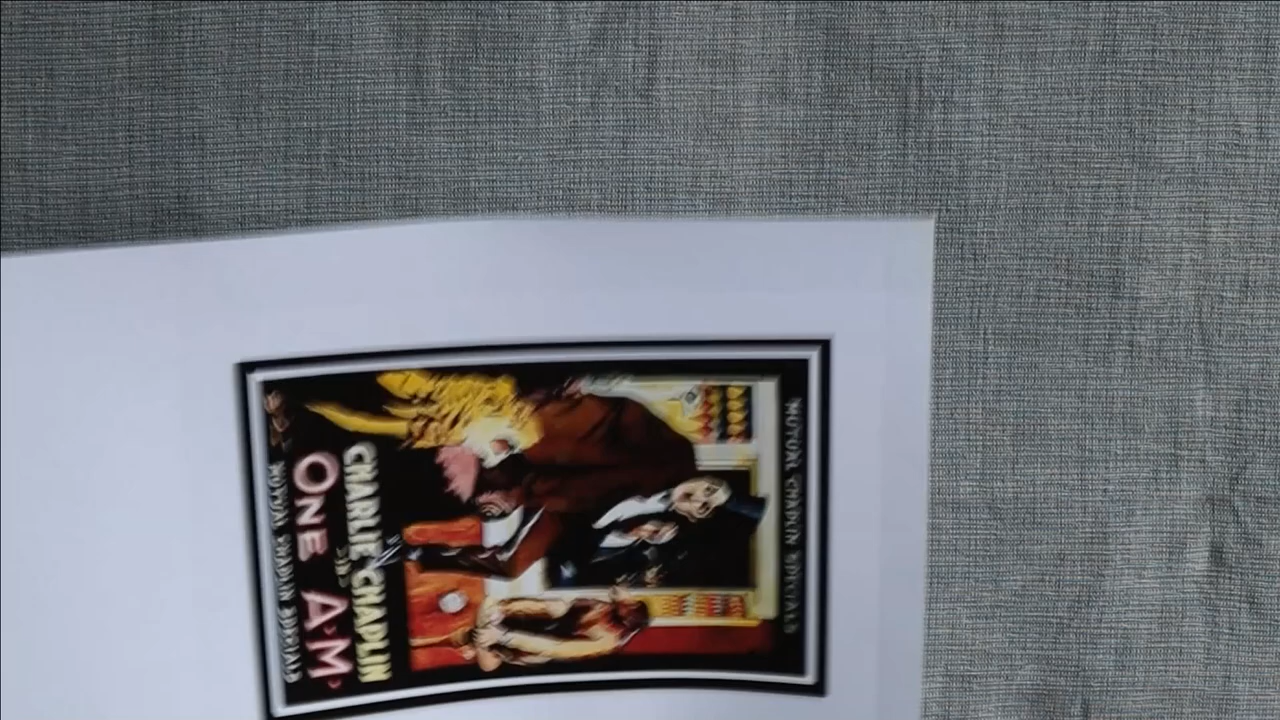 MUTUAL CHAPLIN SPECIALS
CHARLIE CHAPLIN
IN
ONE A.M.
MUTUAL CHAPLIN SPECIALS